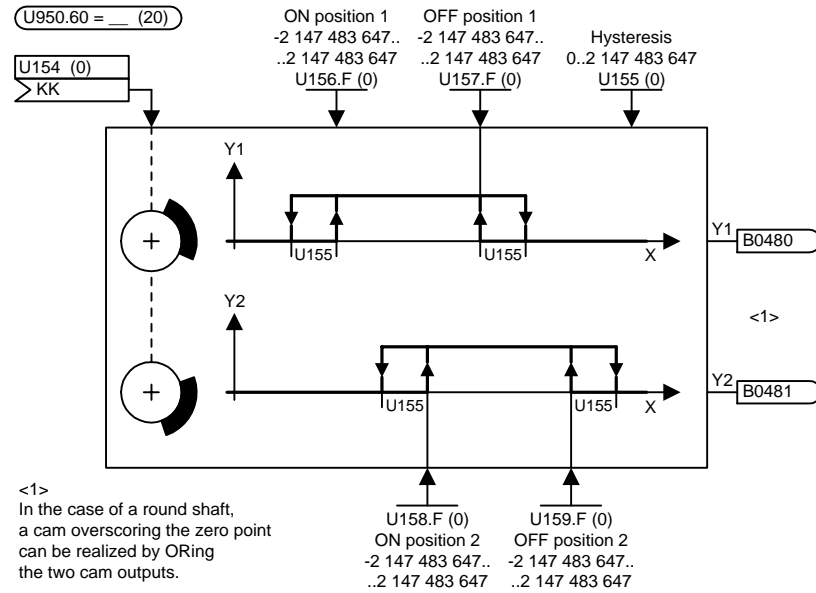 U950.60 = __ (20)
U154 (0)
KK
ON position 1
-2 147 483 647..
..2 147 483 647
U156.F (0)
OFF position 1
-2 147 483 647..
..2 147 483 647
U157.F (0)
Hysteresis
0..2 147 483 647
U155 (0)
Y1
U155
U155
X
Y1
B0480
<1>
Y2
U155
U155
X
Y2
B0481
<1>
In the case of a round shaft,
a cam overscoring the zero point
can be realized by ORing
the two cam outputs.
U158.F (0)
ON position 2
-2 147 483 647..
..2 147 483 647
U159.F (0)
OFF position 2
-2 147 483 647..
..2 147 483 647